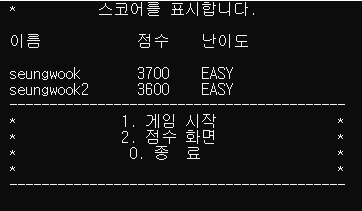 * 스코어를 표시합니다.
이름 점수 난이도
seungwook 3700 EASY
seungwook2 3600 EASY
------------------------------------------
* 1. 게임 시작 *
* 2. 점수 화면 *
* 0. 종 료 *
* *
------------------------------------------